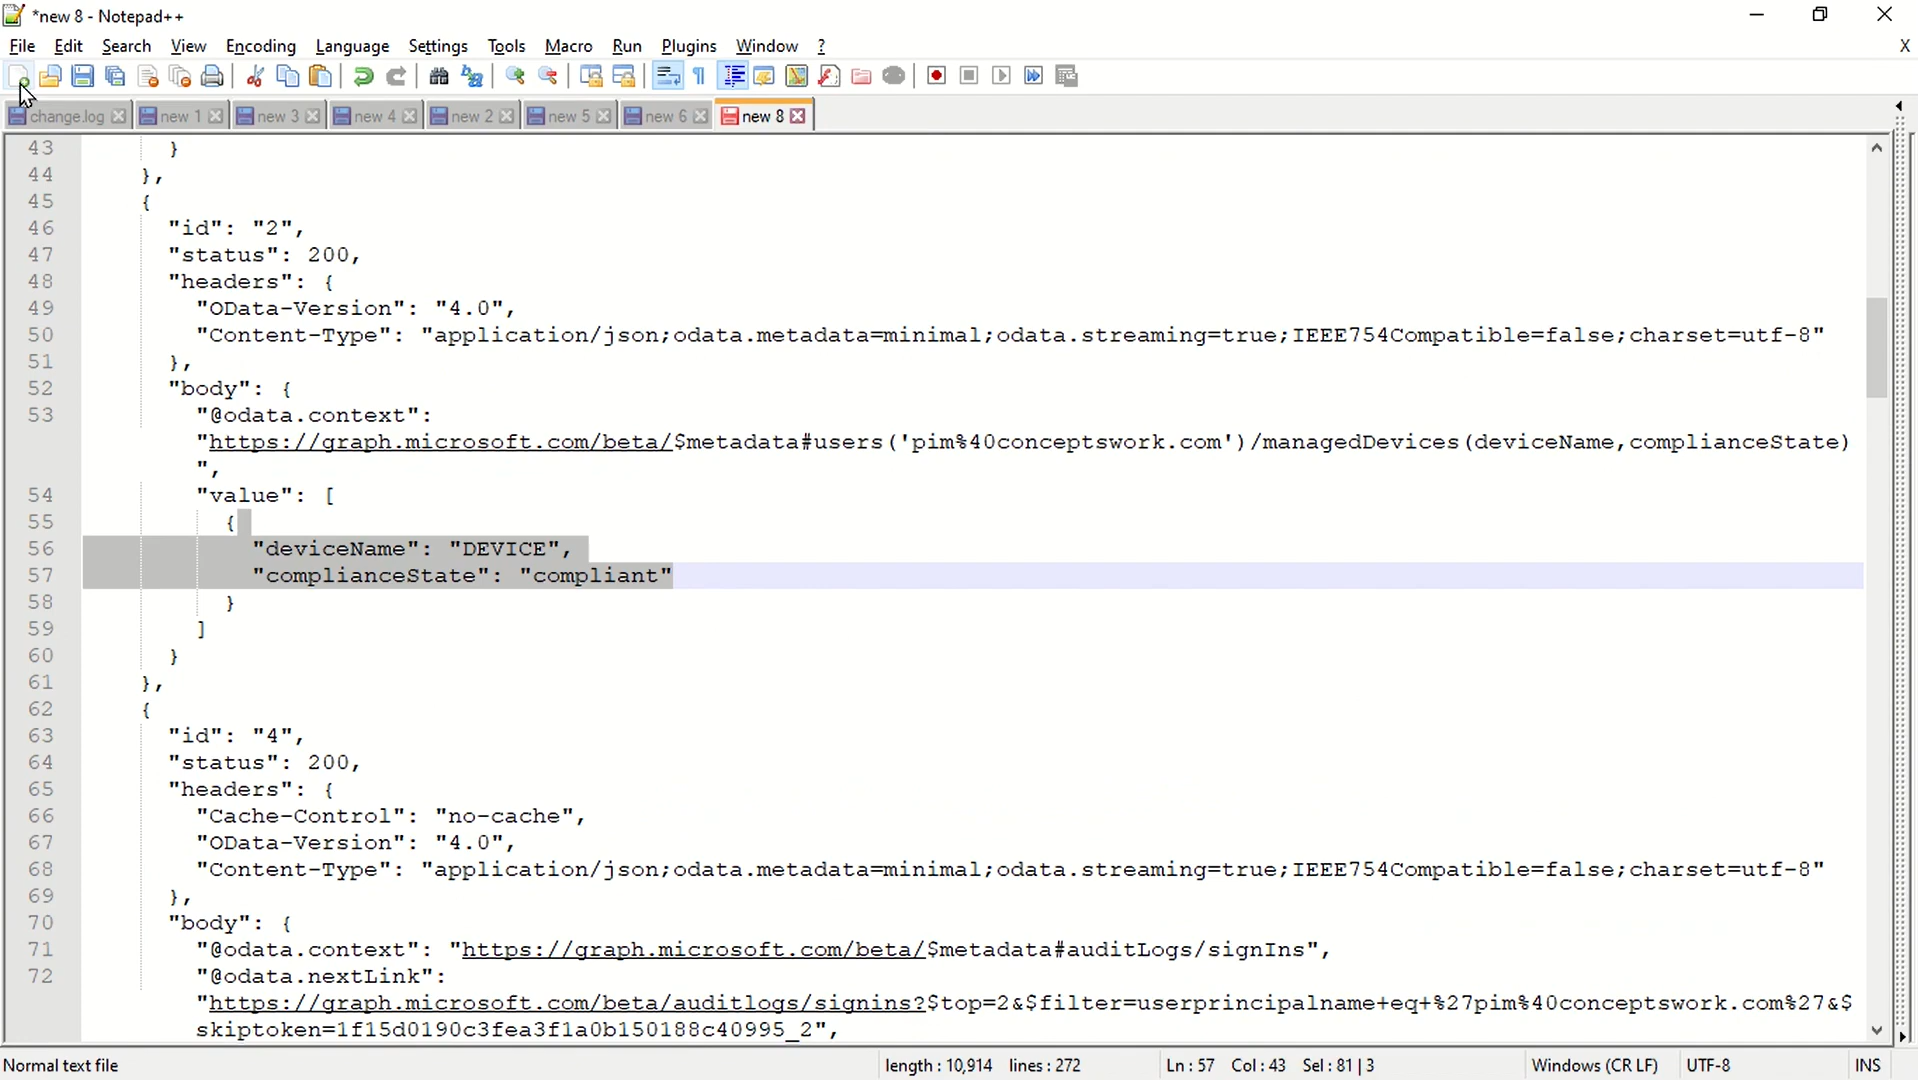 *new 8 - Notepad++
File Edit Search View Encoding Language Settings Tools Macro Run Plugins Window ? X
change.log new 1 new 3 new 4 new 2 new 5 new 6 new 8
43 }
44 },
45 {
46 "id": "2",
47 "status": 200,
48 "headers": {
49 "OData-Version": "4.0",
50 "Content-Type": "application/json;odata.metadata=minimal;odata.streaming=true;IEEE754Compatible=false;charset=utf-8"
51 },
52 "body": {
53 "@odata.context":
"https://graph.microsoft.com/beta/$metadata#users('pim%40conceptswork.com')/managedDevices(deviceName,complianceState)
",
54 "value": [
55 {
56 "deviceName": "DEVICE",
57 "complianceState": "compliant"
58 }
59 ]
60 }
61 },
62 {
63 "id": "4",
64 "status": 200,
65 "headers": {
66 "Cache-Control": "no-cache",
67 "OData-Version": "4.0",
68 "Content-Type": "application/json;odata.metadata=minimal;odata.streaming=true;IEEE754Compatible=false;charset=utf-8"
69 },
70 "body": {
71 "@odata.context": "https://graph.microsoft.com/beta/$metadata#auditLogs/signIns",
72 "@odata.nextLink":
"https://graph.microsoft.com/beta/auditlogs/signins?$top=2&$filter=userprincipalname+eq+%27pim%40conceptswork.com%27&$
skiptoken=1f15d0190c3fea3f1a0b150188c40995_2",
Normal text file length : 10,914 lines : 272 Ln : 57 Col : 43 Sel : 81 | 3 Windows (CR LF) UTF-8 INS